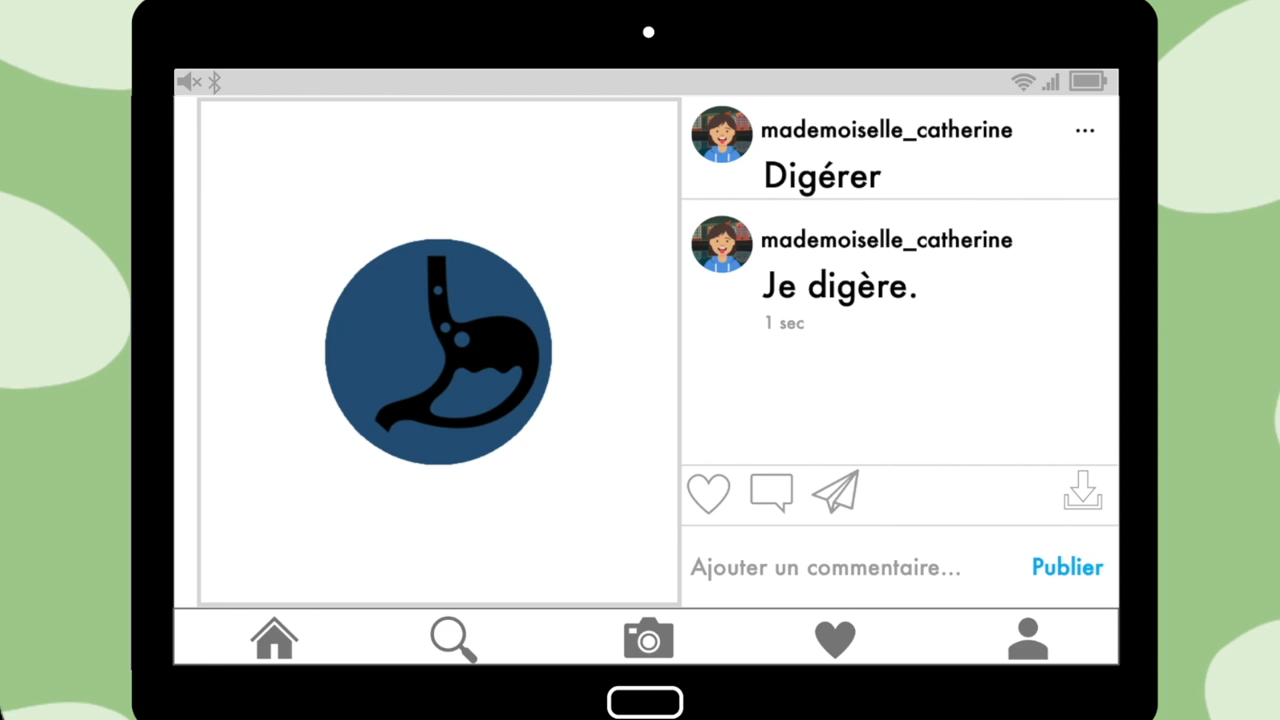 mademoiselle_catherine
...
Digérer
mademoiselle_catherine
Je digère.
1 sec
Ajouter un commentaire...
Publier